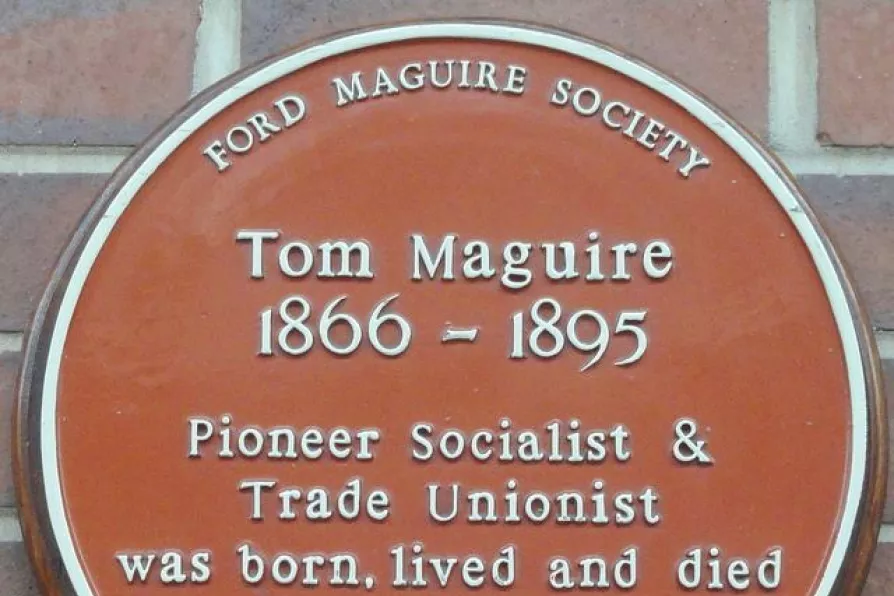 FORD MAGUIRE SOCIETY
Tom Maguire
1866 - 1895
Pioneer Socialist &
Trade Unionist
was born, lived and died